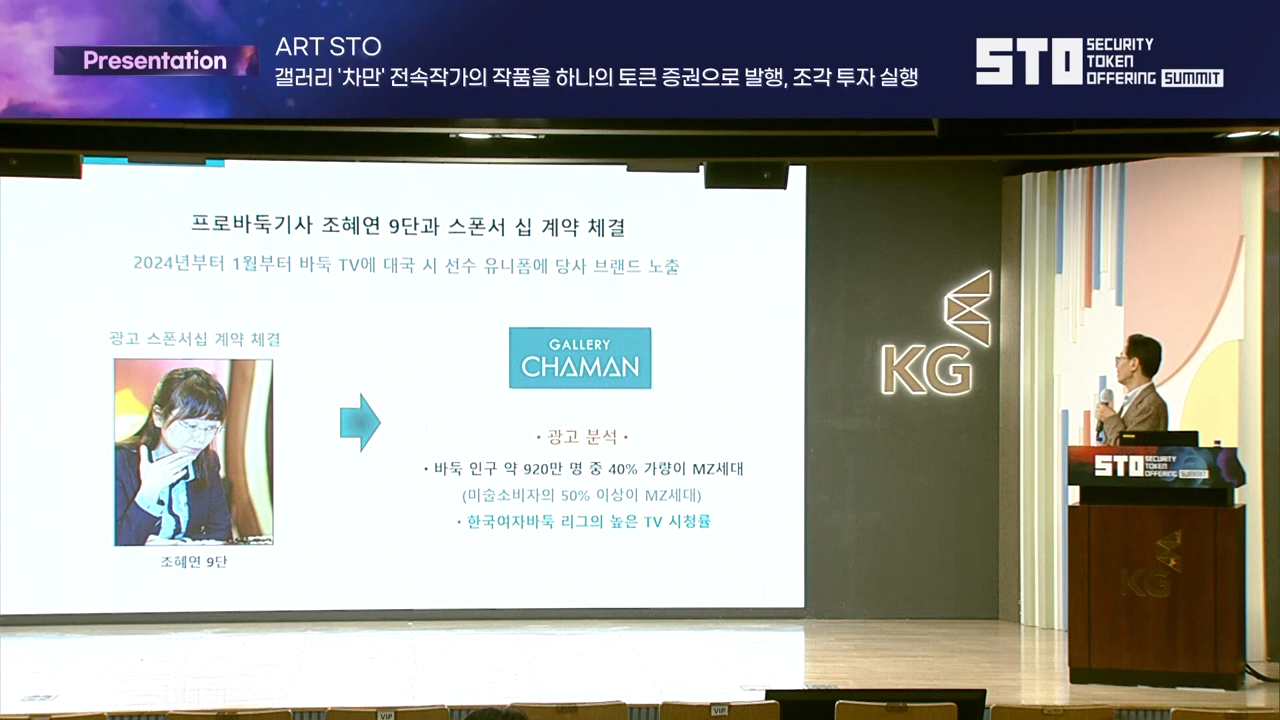 Presentation
ART STO
갤러리 '차만' 전속작가의 작품을 하나의 토큰 증권으로 발행, 조각 투자 실행
STO SECURITY
TOKEN
OFFERING SUMMIT
프로바둑기사 조혜연 9단과 스폰서 십 계약 체결
2024년부터 1월부터 바둑 TV에 대국 시 선수 유니폼에 당사 브랜드 노출
광고 스폰서십 계약 체결
조혜연 9단
GALLERY
CHAMAN
• 광고 분석 •
• 바둑 인구 약 920만 명 중 40% 가량이 MZ세대
(미술소비자의 50% 이상이 MZ세대)
• 한국여자바둑 리그의 높은 TV 시청률
KG
STO SECURITY
TOKEN
OFFERING SUMMIT
KG
VIP
VIP